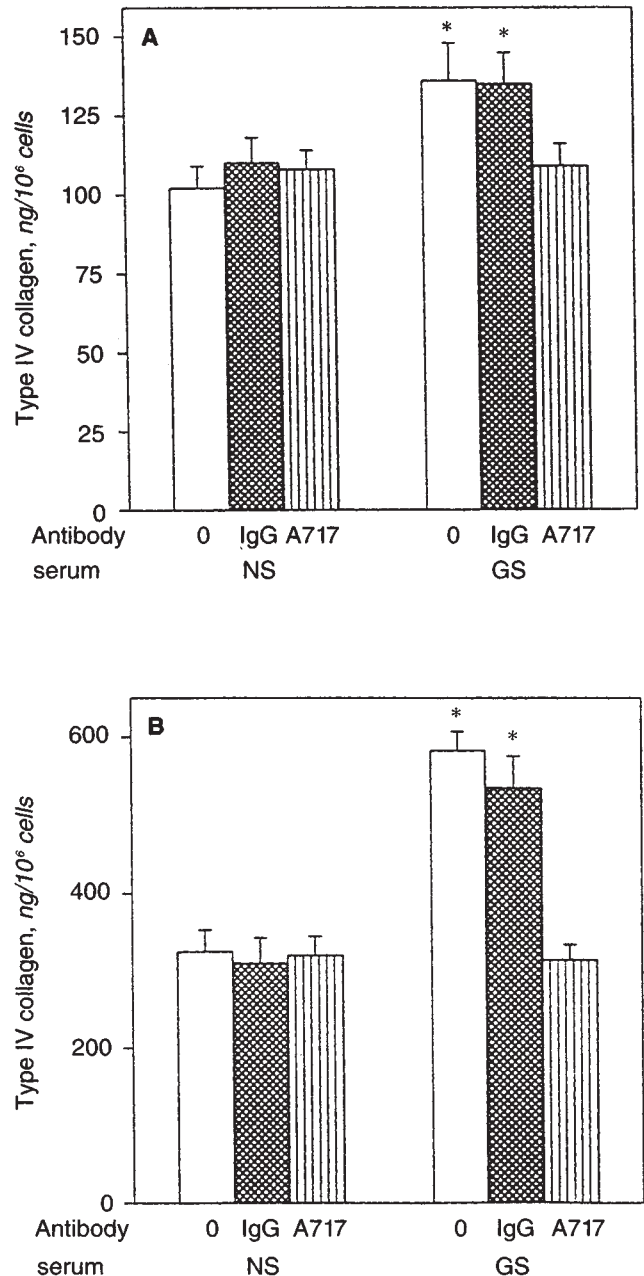 A
* *
150
125
100
75
50
25
0
Type IV collagen, ng/10⁶ cells
Antibody 0 IgG A717 0 IgG A717
serum NS GS
B
* *
600
400
200
0
Type IV collagen, ng/10⁶ cells
Antibody 0 IgG A717 0 IgG A717
serum NS GS